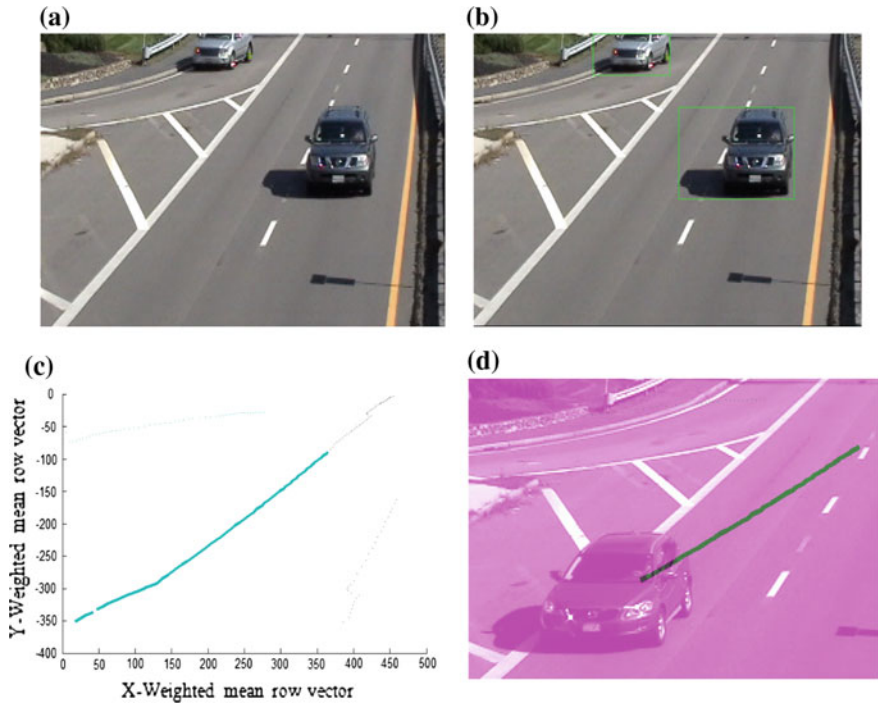 (a)
(b)
(c)
(d)
0
-50
-100
-150
-200
-250
-300
-350
-400
0 50 100 150 200 250 300 350 400 450 500
Y-Weighted mean row vector
X-Weighted mean row vector